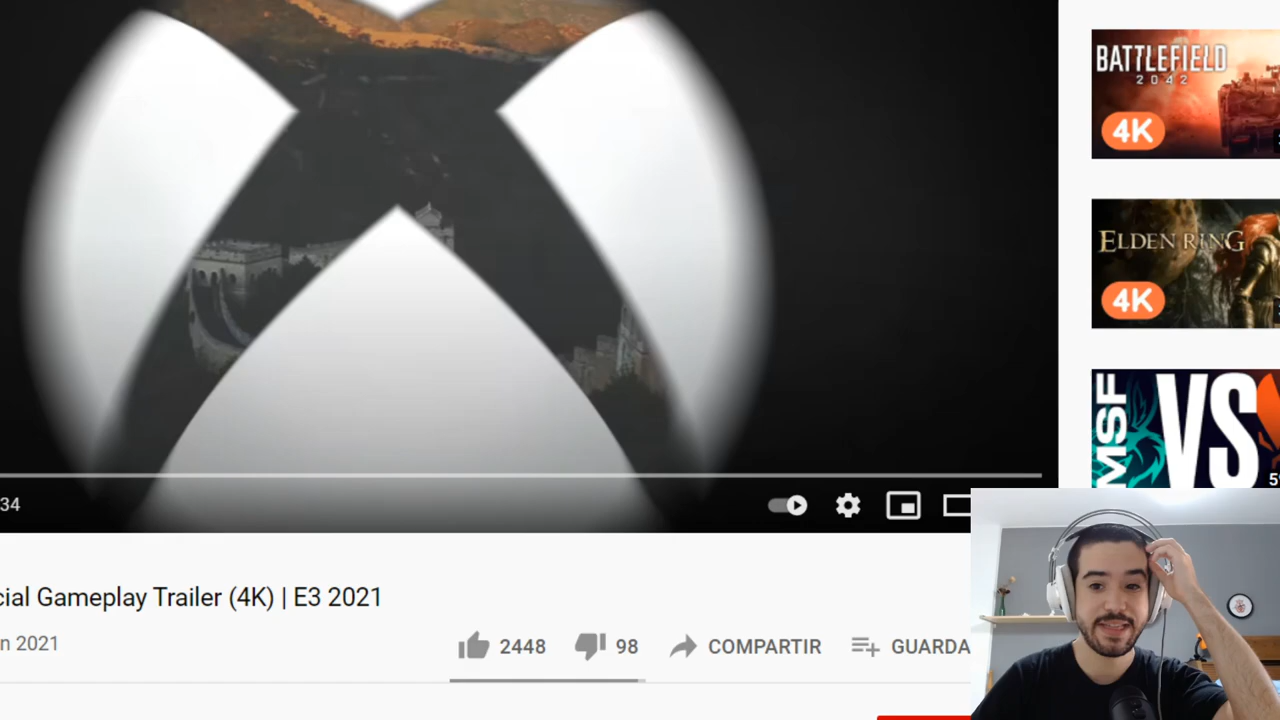 BATTLEFIELD
2042
4K
ELDEN RING
4K
MSF
VS
34
cial Gameplay Trailer (4K) | E3 2021
n 2021
2448
98
COMPARTIR
GUARDA